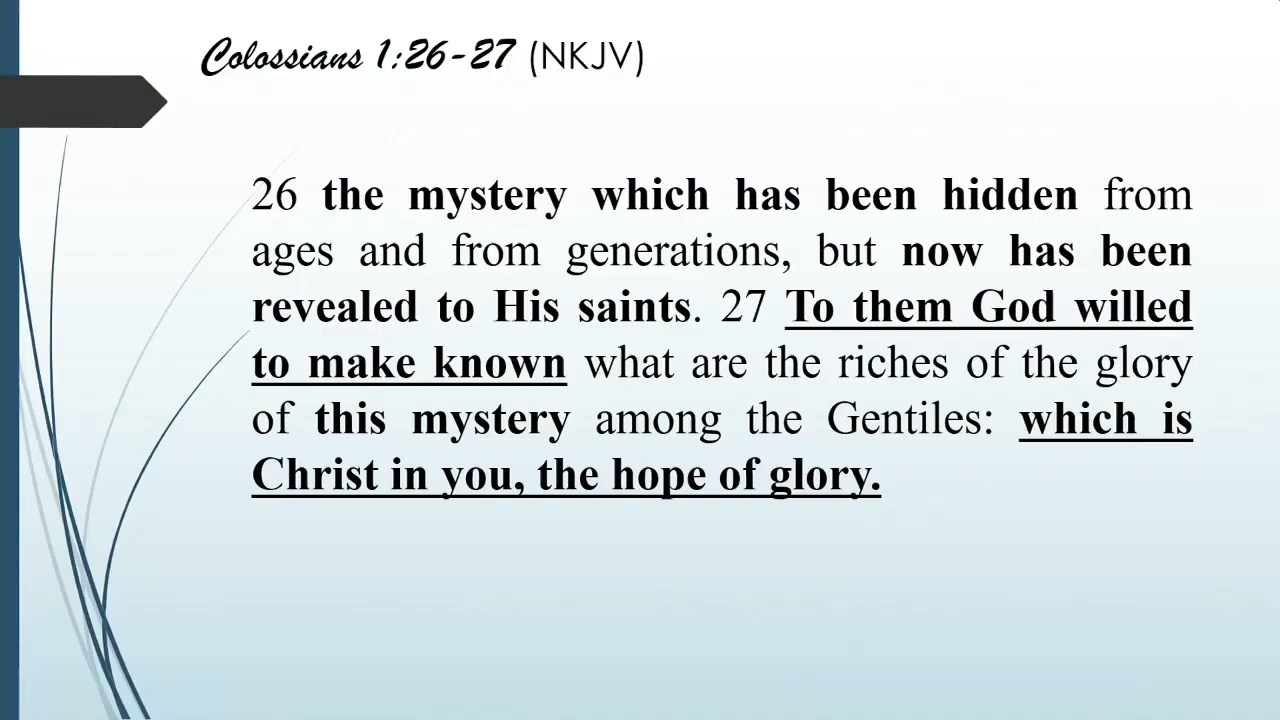 Colossians 1:26-27 (NKJV)
26 the mystery which has been hidden from
ages and from generations, but now has been
revealed to His saints. 27 To them God willed
to make known what are the riches of the glory
of this mystery among the Gentiles: which is
Christ in you, the hope of glory.